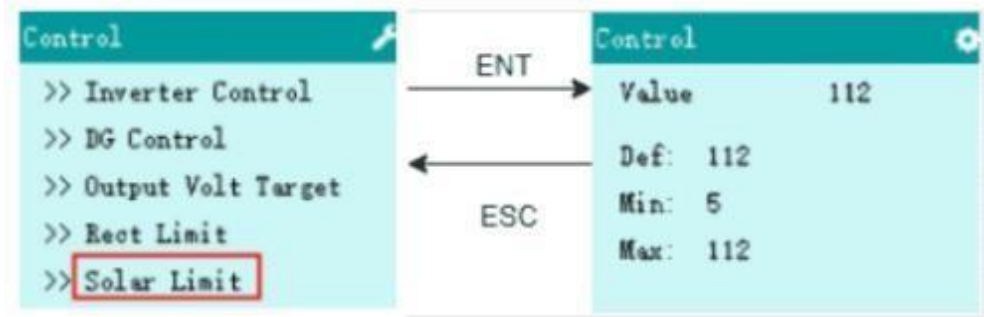 Control
>> Inverter Control
>> DG Control
>> Output Volt Target
>> Rect Limit
>> Solar Limit
ENT
ESC
Control
Value 112
Def: 112
Min: 5
Max: 112